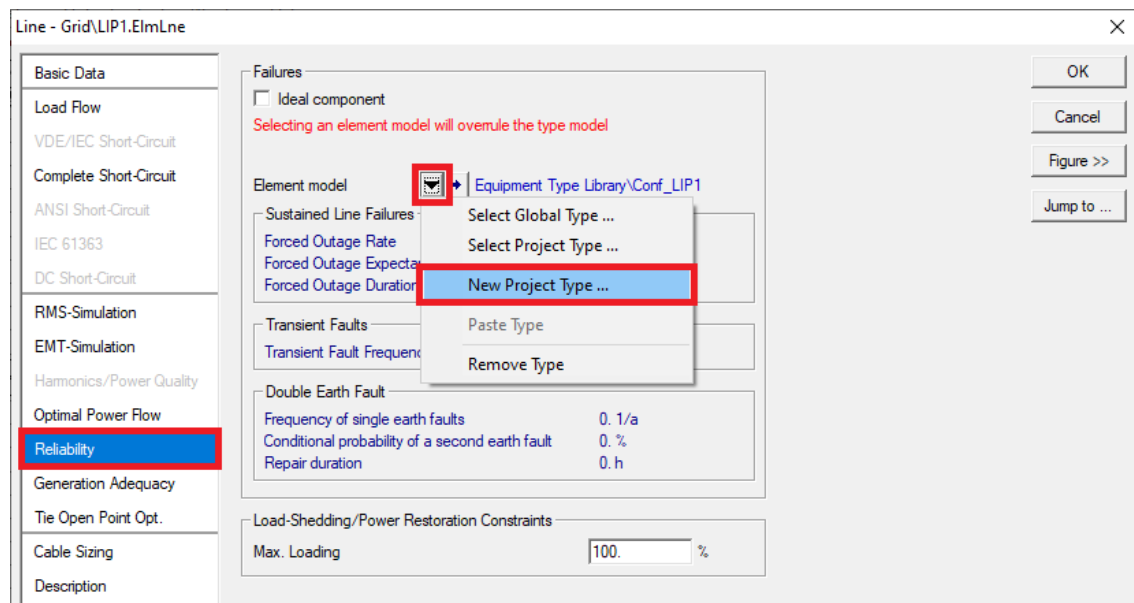 Line - Grid\LIP1.ElmLne
Basic Data
Load Flow
VDE/IEC Short-Circuit
Complete Short-Circuit
ANSI Short-Circuit
IEC 61363
DC Short-Circuit
RMS-Simulation
EMT-Simulation
Harmonics/Power Quality
Optimal Power Flow
Reliability
Generation Adequacy
Tie Open Point Opt.
Cable Sizing
Description
Failures
Ideal component
Selecting an element model will overrule the type model
Element model
Equipment Type Library\Conf_LIP1
Sustained Line Failures
Forced Outage Rate
Forced Outage Expecta
Forced Outage Duration
Select Global Type ...
Select Project Type ...
New Project Type ...
Paste Type
Remove Type
Transient Faults
Transient Fault Frequenc
Double Earth Fault
Frequency of single earth faults 0. 1/a
Conditional probability of a second earth fault 0. %
Repair duration 0. h
Load-Shedding/Power Restoration Constraints
Max. Loading 100. %
OK
Cancel
Figure >>
Jump to ...